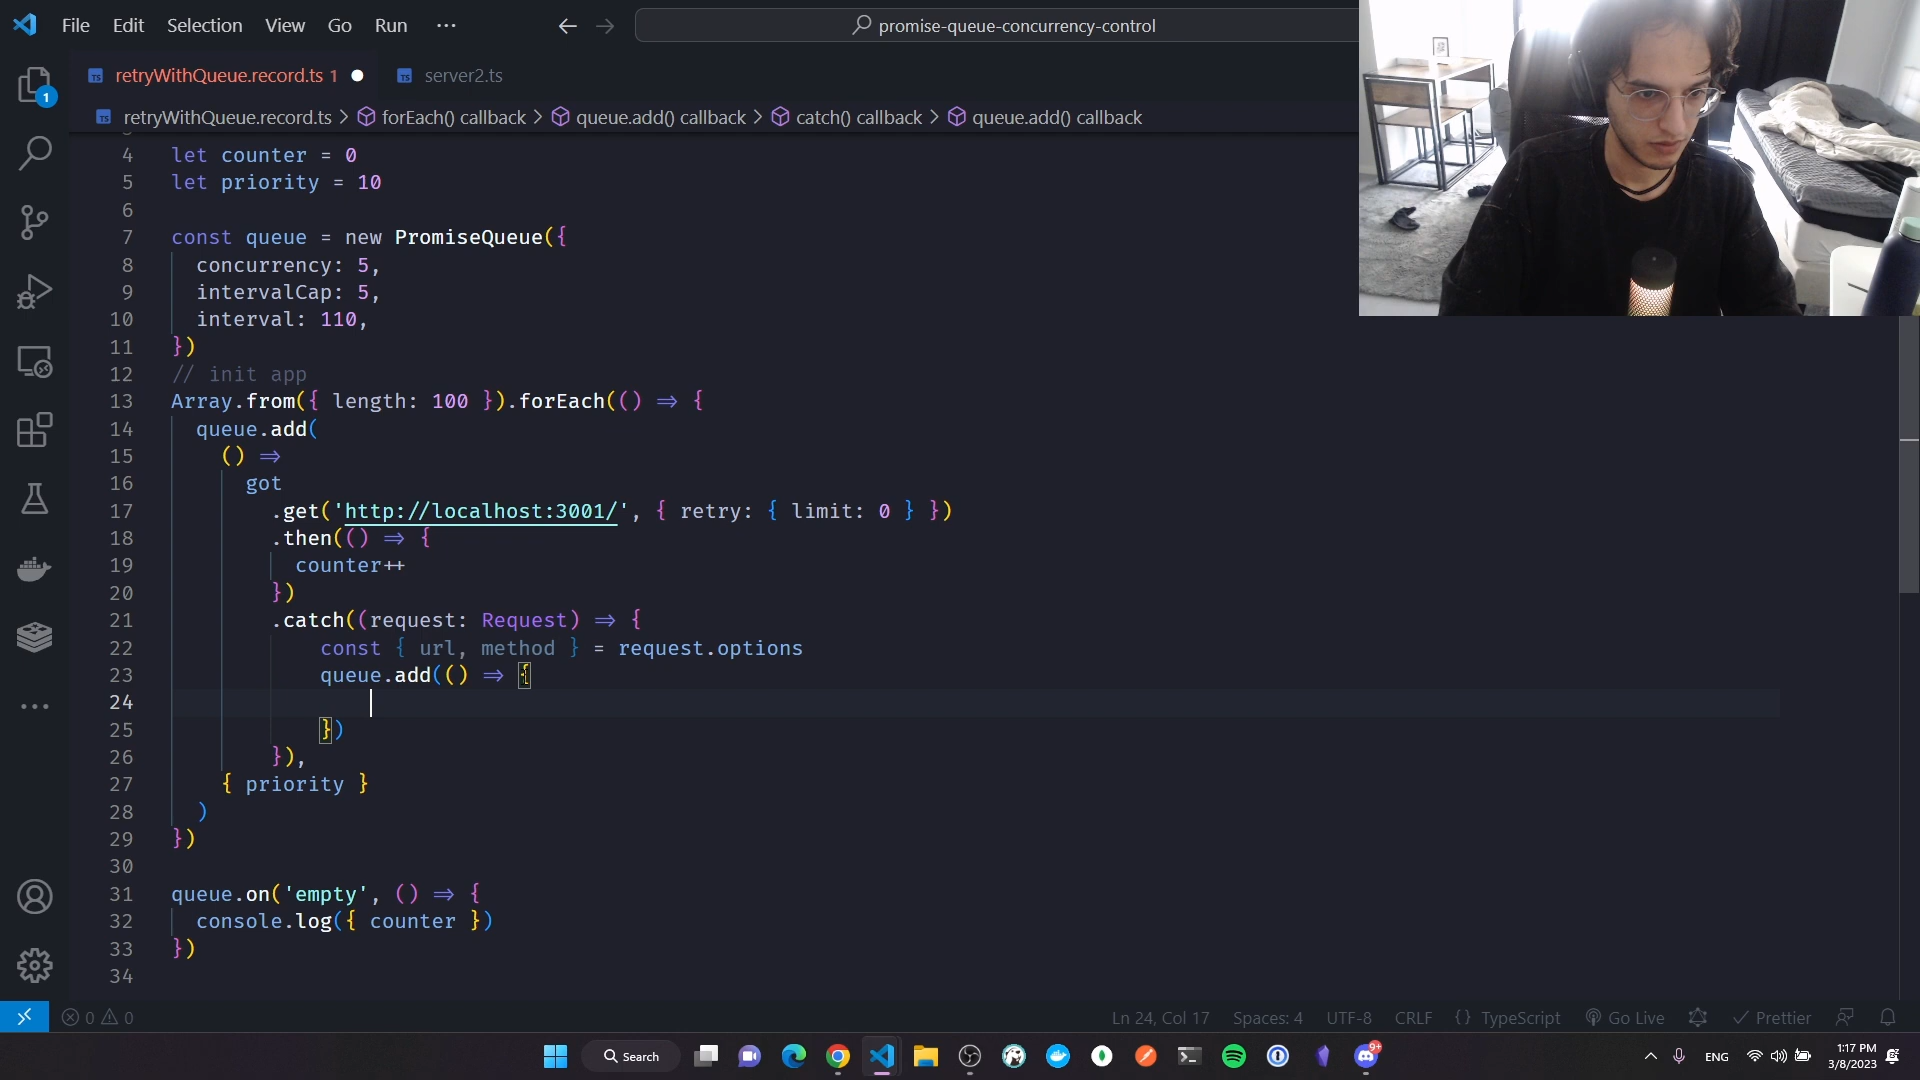 File Edit Selection View Go Run ···
promise-queue-concurrency-control
retryWithQueue.record.ts 1
server2.ts
retryWithQueue.record.ts > forEach() callback > queue.add() callback > catch() callback > queue.add() callback
4 let counter = 0
5 let priority = 10
6
7 const queue = new PromiseQueue({
8 concurrency: 5,
9 intervalCap: 5,
10 interval: 110,
11 })
12 // init app
13 Array.from({ length: 100 }).forEach(() => {
14 queue.add(
15 () =>
16 got
17 .get('http://localhost:3001/', { retry: { limit: 0 } })
18 .then(() => {
19 counter++
20 })
21 .catch((request: Request) => {
22 const { url, method } = request.options
23 queue.add(() => {
24
25 })
26 }),
27 { priority }
28 )
29 })
30
31 queue.on('empty', () => {
32 console.log({ counter })
33 })
34
1
0 0
Ln 24, Col 17 Spaces: 4 UTF-8 CRLF {} TypeScript Go Live Prettier
Search
9+
ENG
1:17 PM
3/8/2023